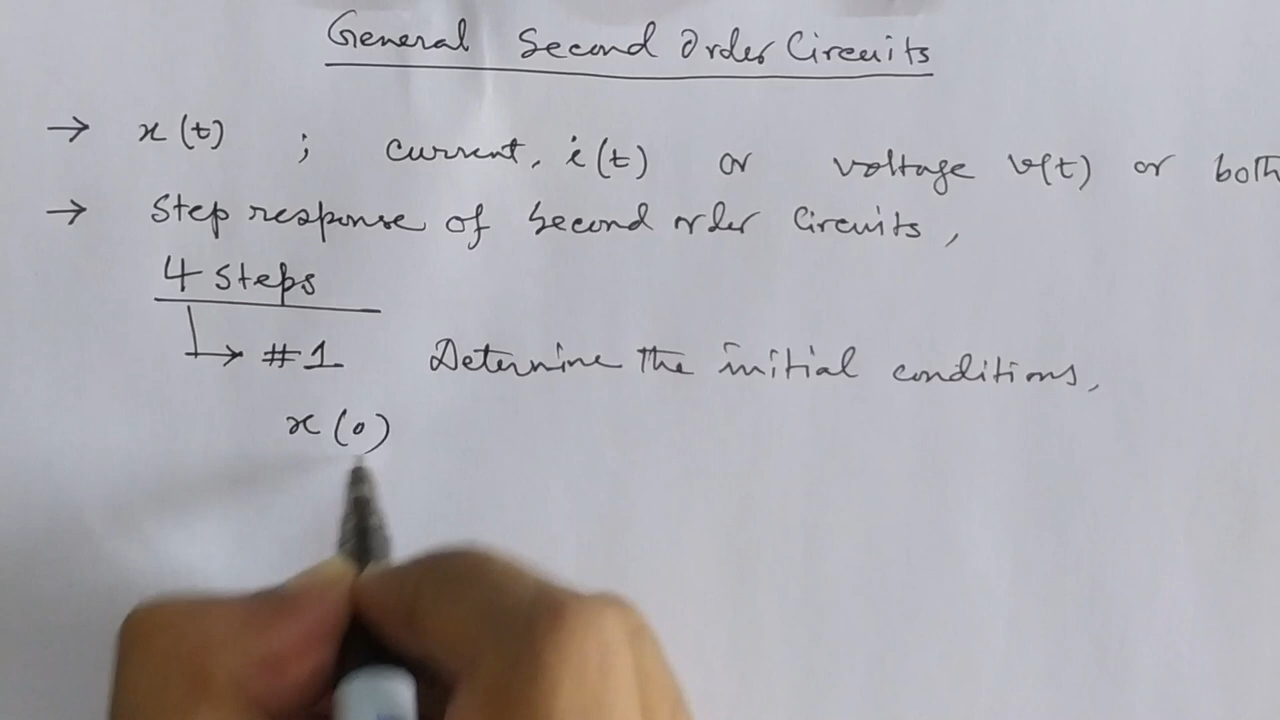 General Second Order Circuits
→ x(t) ; current, i(t) or voltage v(t) or both
→ Step response of Second order Circuits,
4 Steps
→ #1 Determine the initial conditions,
x(0)